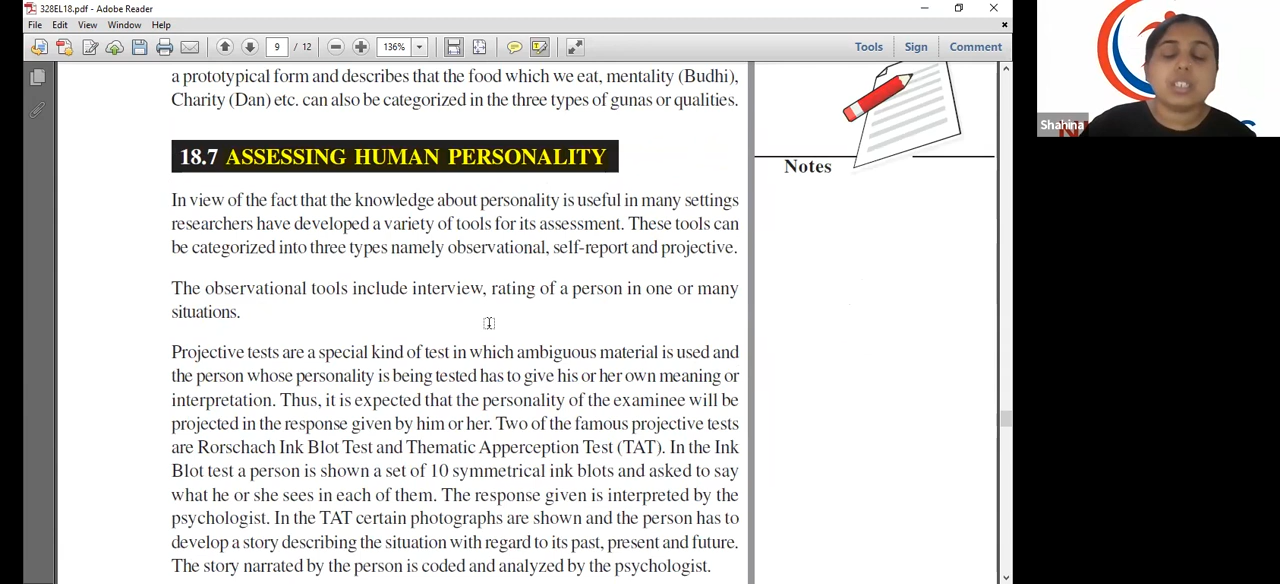 328EL18.pdf - Adobe Reader
File Edit View Window Help
9 / 12 136% Tools Sign Comment
a prototypical form and describes that the food which we eat, mentality (Budhi),
Charity (Dan) etc. can also be categorized in the three types of gunas or qualities.
18.7 ASSESSING HUMAN PERSONALITY
In view of the fact that the knowledge about personality is useful in many settings
researchers have developed a variety of tools for its assessment. These tools can
be categorized into three types namely observational, self-report and projective.
The observational tools include interview, rating of a person in one or many
situations.
Projective tests are a special kind of test in which ambiguous material is used and
the person whose personality is being tested has to give his or her own meaning or
interpretation. Thus, it is expected that the personality of the examinee will be
projected in the response given by him or her. Two of the famous projective tests
are Rorschach Ink Blot Test and Thematic Apperception Test (TAT). In the Ink
Blot test a person is shown a set of 10 symmetrical ink blots and asked to say
what he or she sees in each of them. The response given is interpreted by the
psychologist. In the TAT certain photographs are shown and the person has to
develop a story describing the situation with regard to its past, present and future.
The story narrated by the person is coded and analyzed by the psychologist.
Notes
Shahina